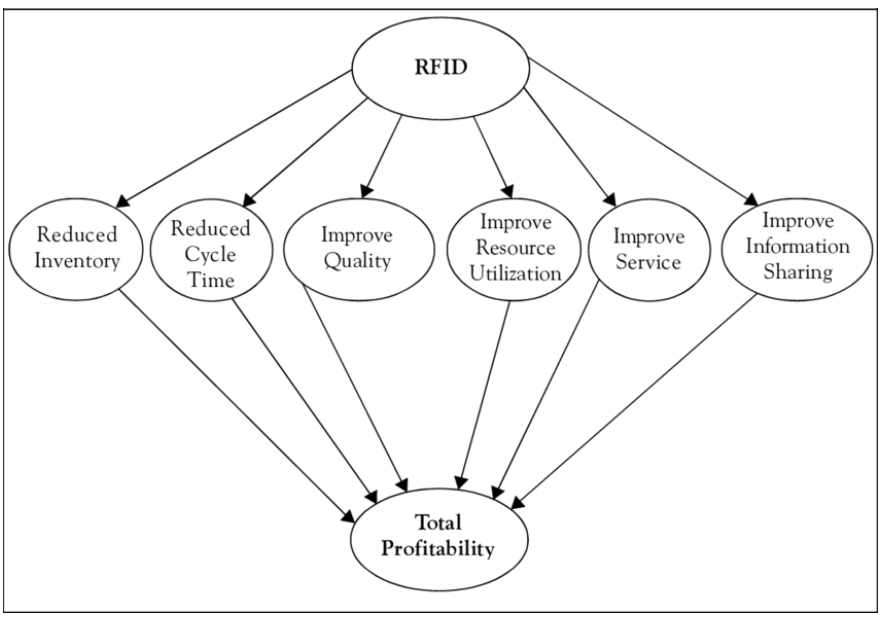 RFID
Reduced
Inventory
Reduced
Cycle
Time
Improve
Quality
Improve
Resource
Utilization
Improve
Service
Improve
Information
Sharing
Total
Profitability